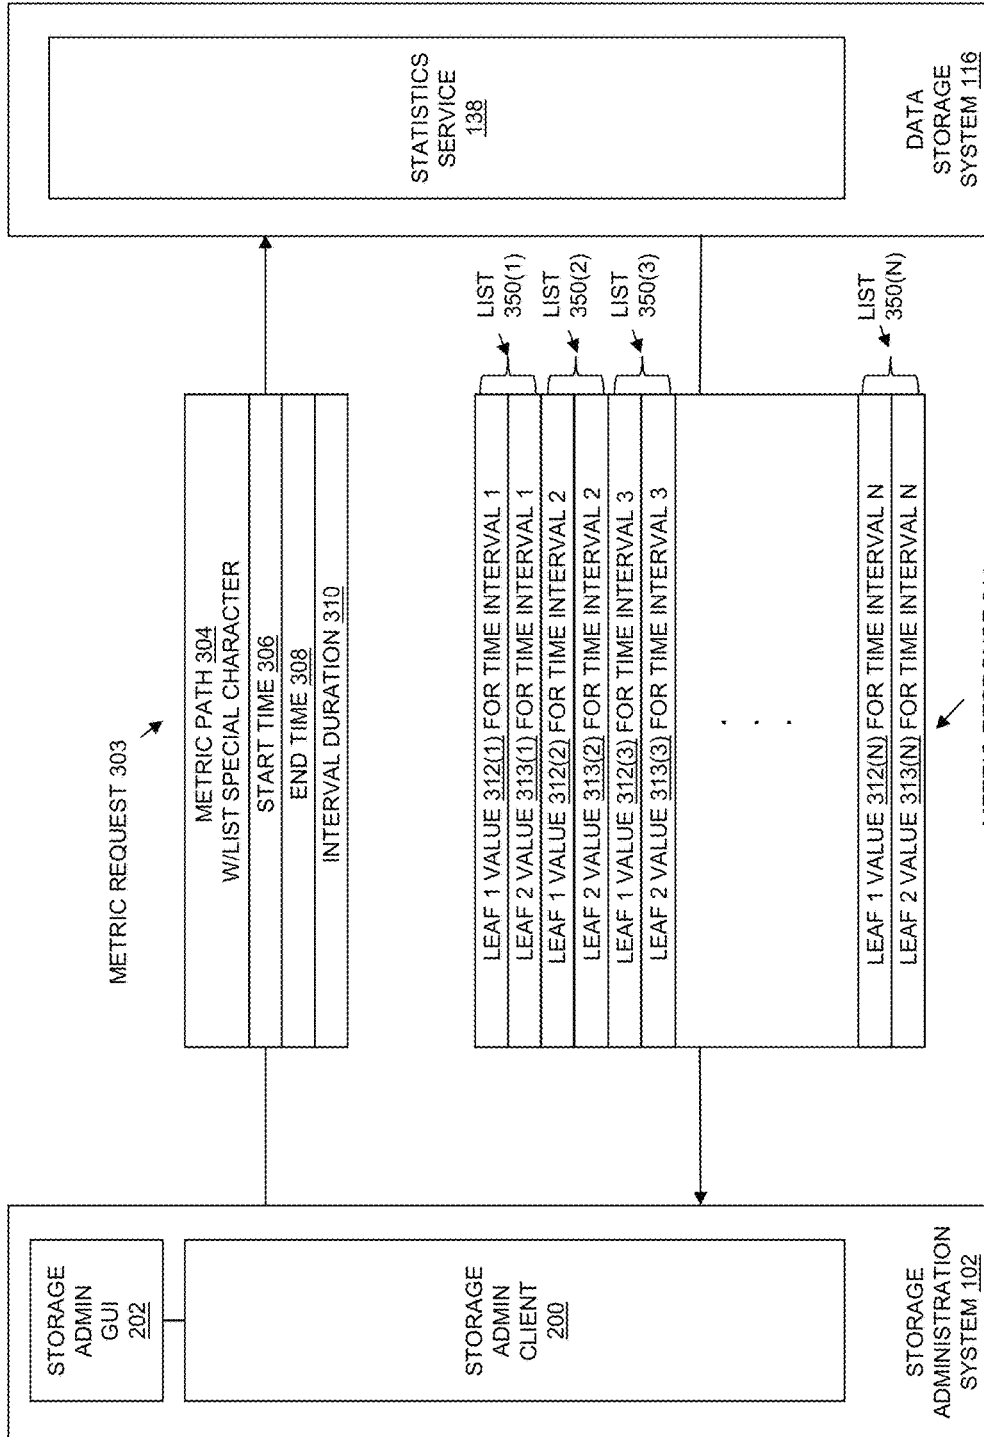 STORAGE
ADMIN
GUI
202
STORAGE
ADMIN
CLIENT
200
STORAGE
ADMINISTRATION
SYSTEM 102
METRIC REQUEST 303
METRIC PATH 304
W/LIST SPECIAL CHARACTER
START TIME 306
END TIME 308
INTERVAL DURATION 310
LEAF 1 VALUE 312(1) FOR TIME INTERVAL 1
LEAF 2 VALUE 313(1) FOR TIME INTERVAL 1
LEAF 1 VALUE 312(2) FOR TIME INTERVAL 2
LEAF 2 VALUE 313(2) FOR TIME INTERVAL 2
LEAF 1 VALUE 312(3) FOR TIME INTERVAL 3
LEAF 2 VALUE 313(3) FOR TIME INTERVAL 3
. . .
LEAF 1 VALUE 312(N) FOR TIME INTERVAL N
LEAF 2 VALUE 313(N) FOR TIME INTERVAL N
LIST
350(1)
LIST
350(2)
LIST
350(3)
LIST
350(N)
STATISTICS
SERVICE
138
DATA
STORAGE
SYSTEM 116